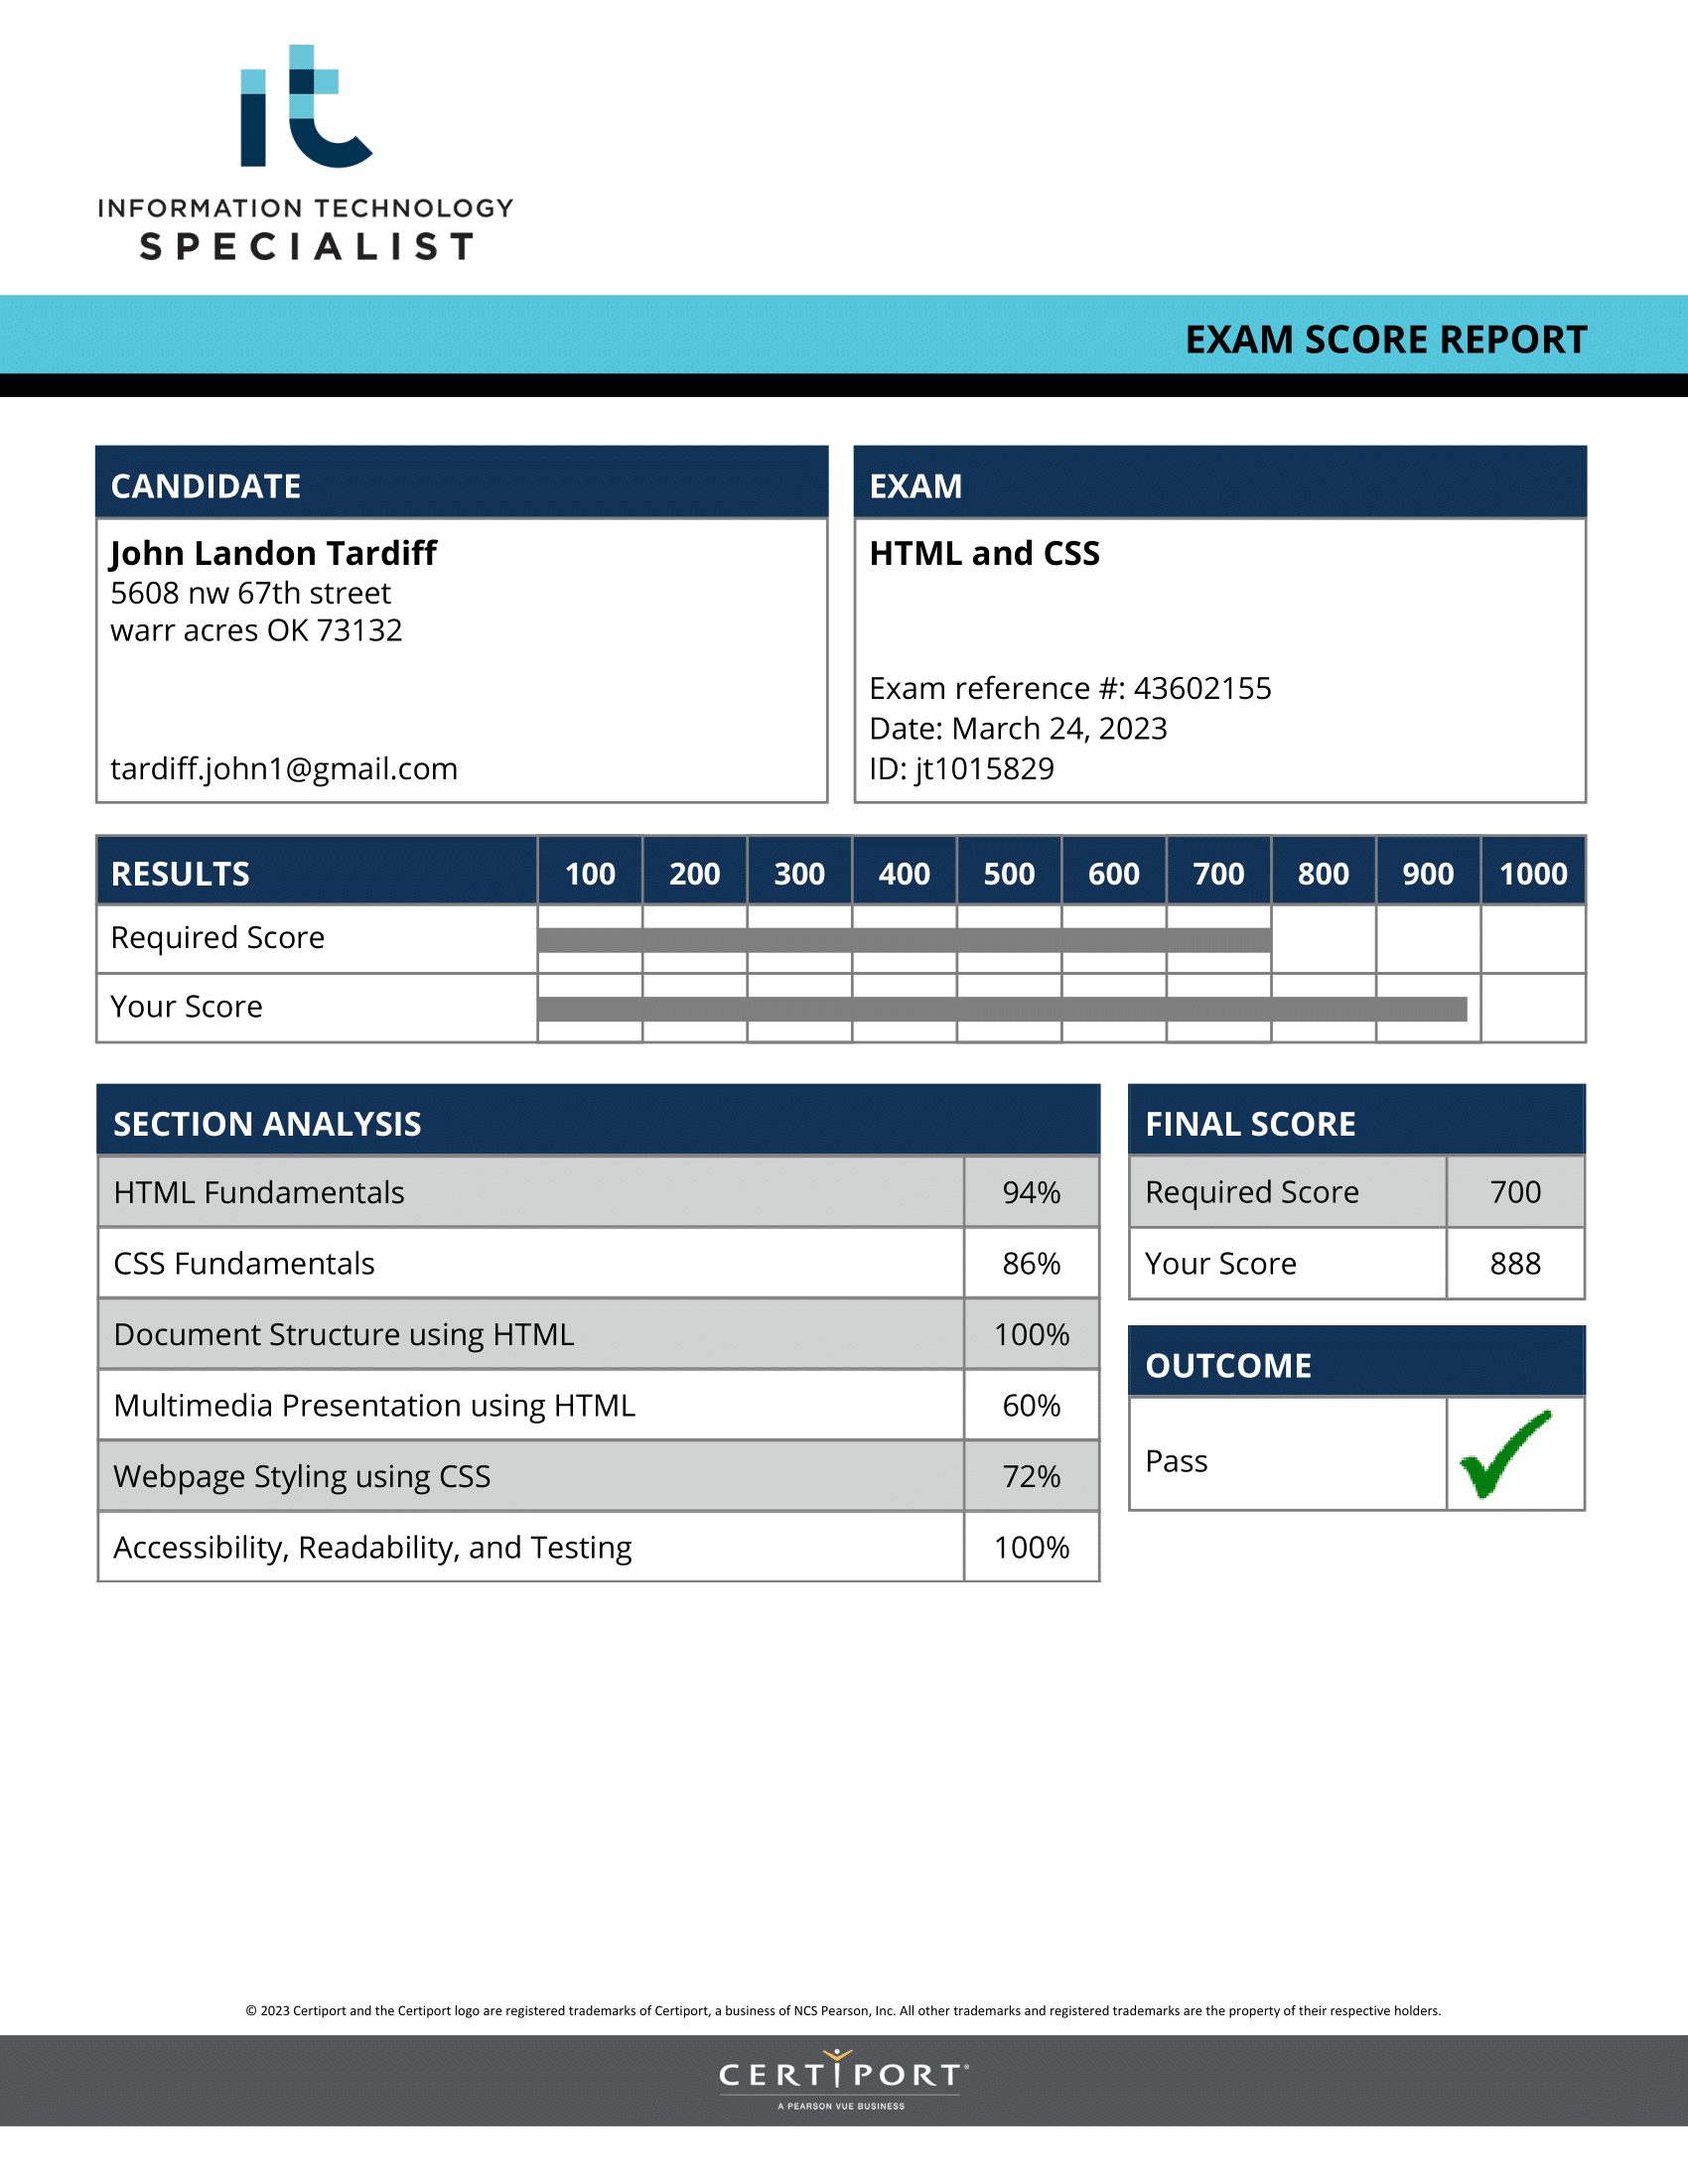 it
INFORMATION TECHNOLOGY
SPECIALIST
EXAM SCORE REPORT
CANDIDATE
John Landon Tardiff
5608 nw 67th street
warr acres OK 73132
tardiff.john1@gmail.com
EXAM
HTML and CSS
Exam reference #: 43602155
Date: March 24, 2023
ID: jt1015829
RESULTS 100 200 300 400 500 600 700 800 900 1000
Required Score
Your Score
SECTION ANALYSIS
HTML Fundamentals 94%
CSS Fundamentals 86%
Document Structure using HTML 100%
Multimedia Presentation using HTML 60%
Webpage Styling using CSS 72%
Accessibility, Readability, and Testing 100%
FINAL SCORE
Required Score 700
Your Score 888
OUTCOME
Pass
© 2023 Certiport and the Certiport logo are registered trademarks of Certiport, a business of NCS Pearson, Inc. All other trademarks and registered trademarks are the property of their respective holders.
CERTIPORT®
A PEARSON VUE BUSINESS